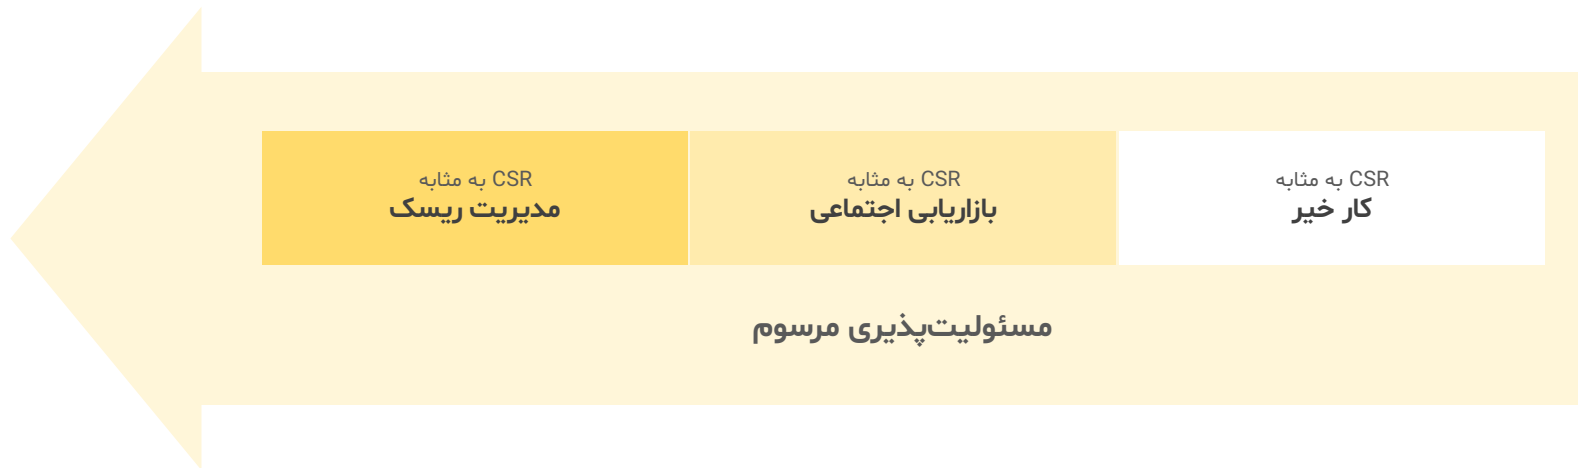 CSR به مثابه
کار خیر
CSR به مثابه
بازاریابی اجتماعی
CSR به مثابه
مدیریت ریسک
مسئولیت‌پذیری مرسوم